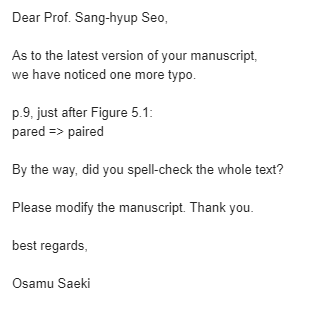 Dear Prof. Sang-hyup Seo,
As to the latest version of your manuscript,
we have noticed one more typo.
p.9, just after Figure 5.1:
pared => paired
By the way, did you spell-check the whole text?
Please modify the manuscript. Thank you.
best regards,
Osamu Saeki